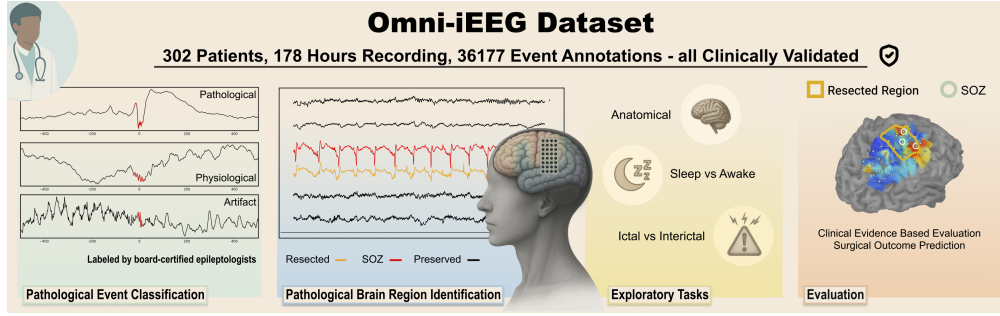 Omni-iEEG Dataset
302 Patients, 178 Hours Recording, 36177 Event Annotations - all Clinically Validated
Pathological
-400 -200 0 200 400
Physiological
-400 -200 0 200 400
Artifact
-400 -200 0 200 400
Labeled by board-certified epileptologists
Pathological Event Classification
Resected SOZ Preserved
Pathological Brain Region Identification
Anatomical
Sleep vs Awake
Ictal vs Interictal
Exploratory Tasks
Resected Region SOZ
Clinical Evidence Based Evaluation
Surgical Outcome Prediction
Evaluation